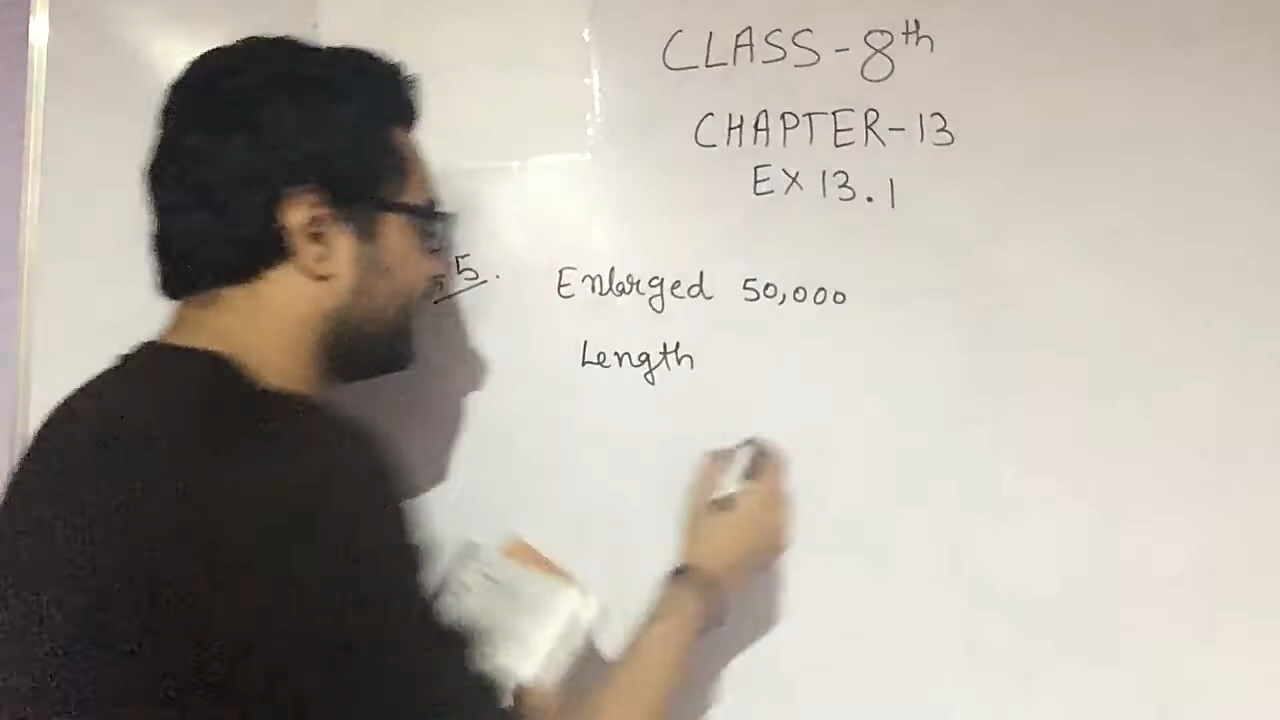 CLASS-8th
CHAPTER-13
EX 13.1
5. Enlarged 50,000
Length